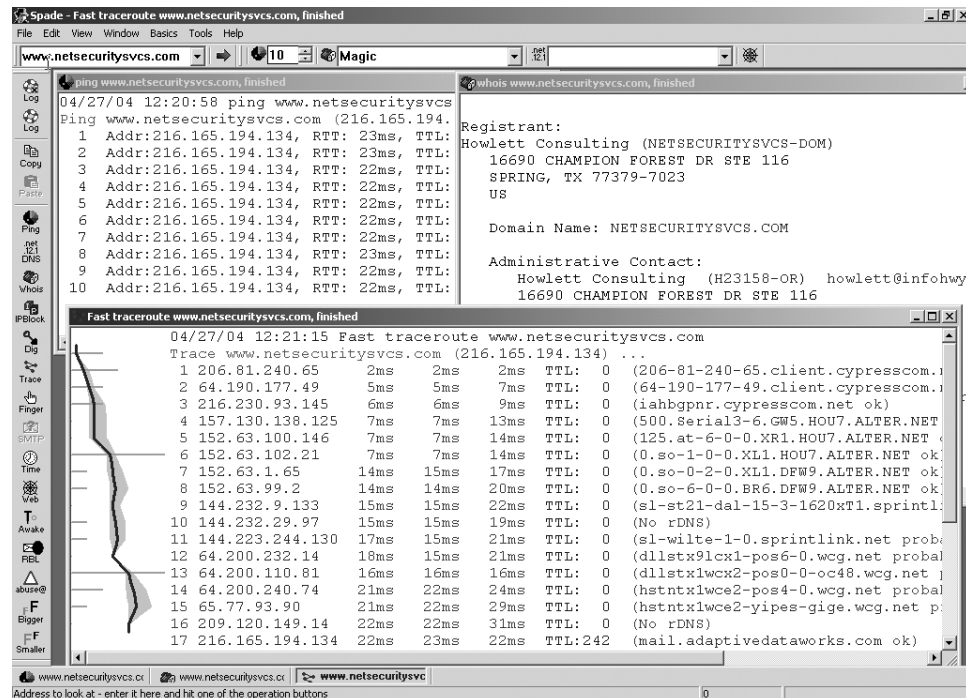 Spade - Fast traceroute www.netsecuritysvcs.com, finished
File Edit View Window Basics Tools Help
www.netsecuritysvcs.com 10 Magic .net 12.1
ping www.netsecuritysvcs.com, finished
04/27/04 12:20:58 ping www.netsecuritysvcs
Ping www.netsecuritysvcs.com (216.165.194.
1 Addr:216.165.194.134, RTT: 23ms, TTL:
2 Addr:216.165.194.134, RTT: 23ms, TTL:
3 Addr:216.165.194.134, RTT: 22ms, TTL:
4 Addr:216.165.194.134, RTT: 22ms, TTL:
5 Addr:216.165.194.134, RTT: 22ms, TTL:
6 Addr:216.165.194.134, RTT: 22ms, TTL:
7 Addr:216.165.194.134, RTT: 22ms, TTL:
8 Addr:216.165.194.134, RTT: 23ms, TTL:
9 Addr:216.165.194.134, RTT: 22ms, TTL:
10 Addr:216.165.194.134, RTT: 22ms, TTL:
whois www.netsecuritysvcs.com, finished
Registrant:
Howlett Consulting (NETSECURITYSVCS-DOM)
16690 CHAMPION FOREST DR STE 116
SPRING, TX 77379-7023
US
Domain Name: NETSECURITYSVCS.COM
Administrative Contact:
Howlett Consulting (H23158-OR) howlett@infohwy
16690 CHAMPION FOREST DR STE 116
Log
Log
Copy
Paste
Ping
.net 12.1
DNS
Whois
IPBlock
Dig
Trace
Finger
SMTP
Time
Web
Awake
RBL
abuse@
Bigger
Smaller
Fast traceroute www.netsecuritysvcs.com, finished
04/27/04 12:21:15 Fast traceroute www.netsecuritysvcs.com
Trace www.netsecuritysvcs.com (216.165.194.134) ...
1 206.81.240.65 2ms 2ms 2ms TTL: 0 (206-81-240-65.client.cypresscom.
2 64.190.177.49 5ms 5ms 7ms TTL: 0 (64-190-177-49.client.cypresscom.
3 216.230.93.145 6ms 6ms 9ms TTL: 0 (iahbgpnr.cypresscom.net ok)
4 157.130.138.125 7ms 7ms 13ms TTL: 0 (500.Serial3-6.GW5.HOU7.ALTER.NET
5 152.63.100.146 7ms 7ms 14ms TTL: 0 (125.at-6-0-0.XR1.HOU7.ALTER.NET
6 152.63.102.21 7ms 7ms 14ms TTL: 0 (0.so-1-0-0.XL1.HOU7.ALTER.NET ok
7 152.63.1.65 14ms 15ms 17ms TTL: 0 (0.so-0-2-0.XL1.DFW9.ALTER.NET ok
8 152.63.99.2 14ms 14ms 20ms TTL: 0 (0.so-6-0-0.BR6.DFW9.ALTER.NET ok
9 144.232.9.133 15ms 15ms 22ms TTL: 0 (sl-st21-dal-15-3-1620xT1.sprintl
10 144.232.29.97 15ms 15ms 19ms TTL: 0 (No rDNS)
11 144.223.244.130 17ms 15ms 21ms TTL: 0 (sl-wilte-1-0.sprintlink.net proba
12 64.200.232.14 18ms 15ms 21ms TTL: 0 (dllstx9lcx1-pos6-0.wcg.net proba
13 64.200.110.81 16ms 16ms 16ms TTL: 0 (dllstx1wcx2-pos0-0-oc48.wcg.net
14 64.200.240.74 21ms 22ms 24ms TTL: 0 (hstntx1wce2-pos4-0.wcg.net proba
15 65.77.93.90 21ms 22ms 29ms TTL: 0 (hstntx1wce2-yipes-gige.wcg.net
16 209.120.149.14 22ms 22ms 31ms TTL: 0 (No rDNS)
17 216.165.194.134 22ms 23ms 22ms TTL:242 (mail.adaptivedataworks.com ok)
www.netsecuritysvcs.cc www.netsecuritysvcs.cc www.netsecuritysvc
Address to look at - enter it here and hit one of the operation buttons 0